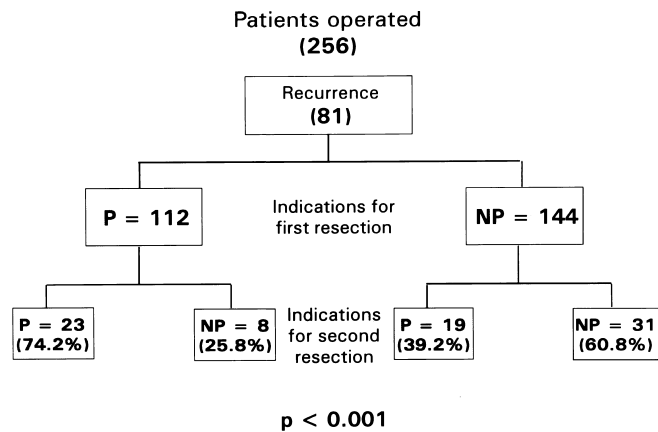 Patients operated
(256)
Recurrence
(81)
P = 112
Indications for
first resection
NP = 144
P = 23
(74.2%)
NP = 8
(25.8%)
Indications
for second
resection
P = 19
(39.2%)
NP = 31
(60.8%)
p < 0.001